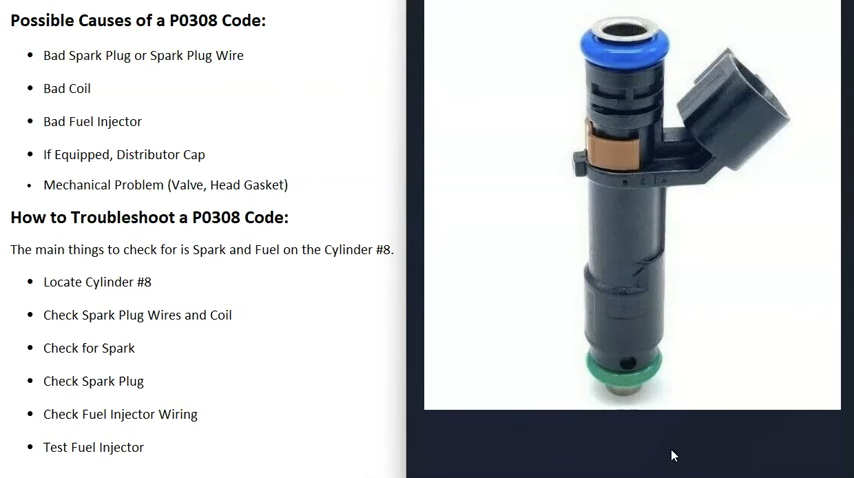 Possible Causes of a P0308 Code:
Bad Spark Plug or Spark Plug Wire
Bad Coil
Bad Fuel Injector
If Equipped, Distributor Cap
Mechanical Problem (Valve, Head Gasket)
How to Troubleshoot a P0308 Code:
The main things to check for is Spark and Fuel on the Cylinder #8.
Locate Cylinder #8
Check Spark Plug Wires and Coil
Check for Spark
Check Spark Plug
Check Fuel Injector Wiring
Test Fuel Injector